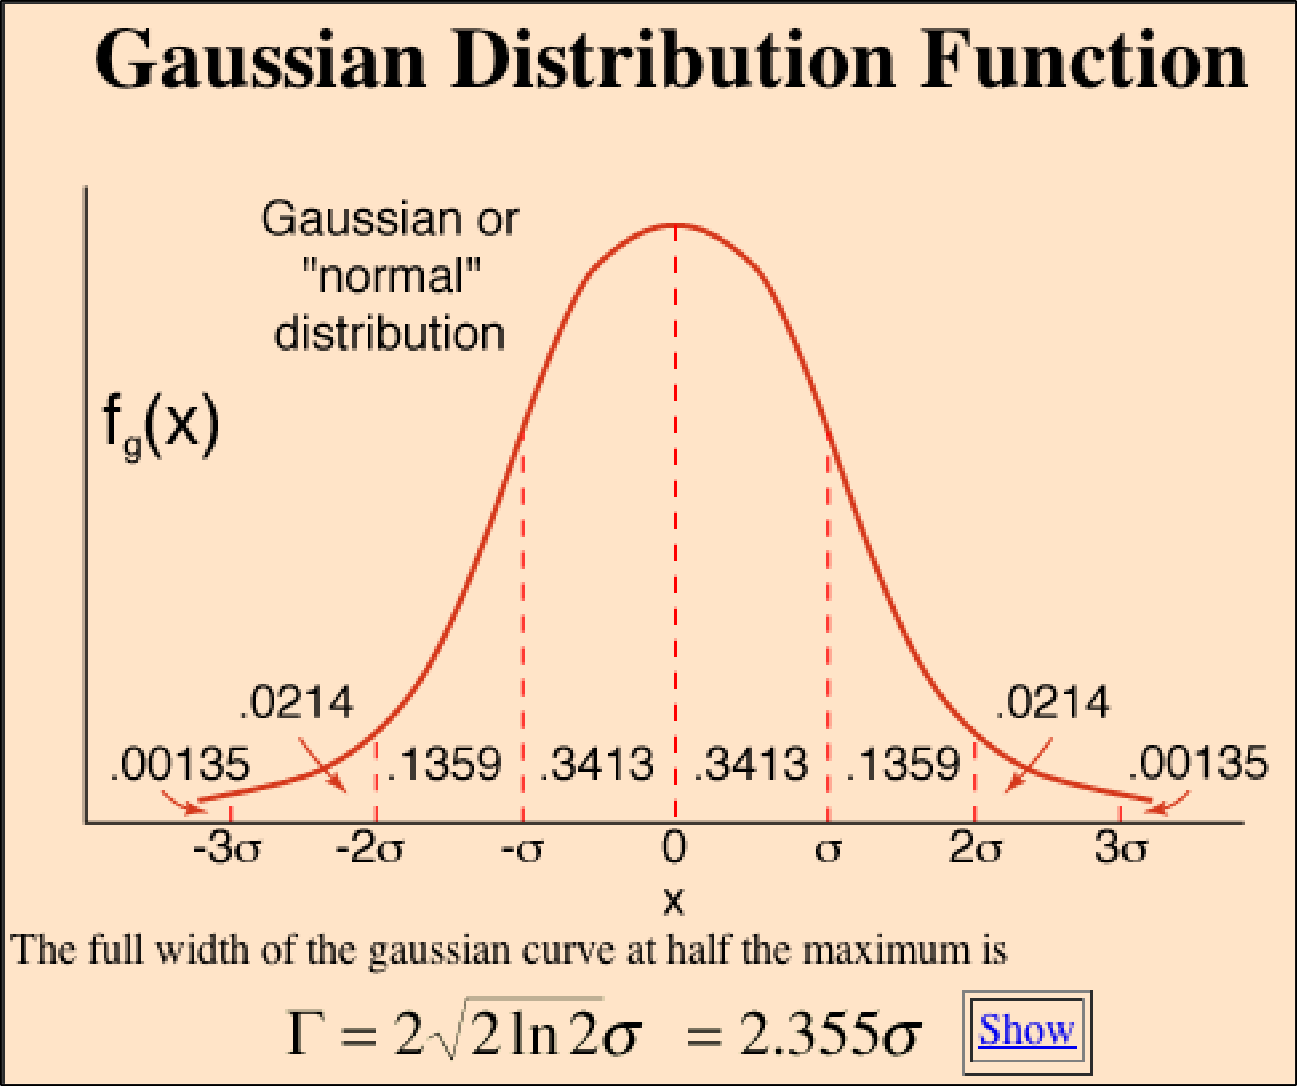 Gaussian Distribution Function
Gaussian or
"normal"
distribution
fg(x)
.0214 .0214
.00135 .1359 .3413 .3413 .1359 .00135
-3σ -2σ -σ 0 σ 2σ 3σ
x
The full width of the gaussian curve at half the maximum is
Γ = 2√2 ln 2σ = 2.355σ Show